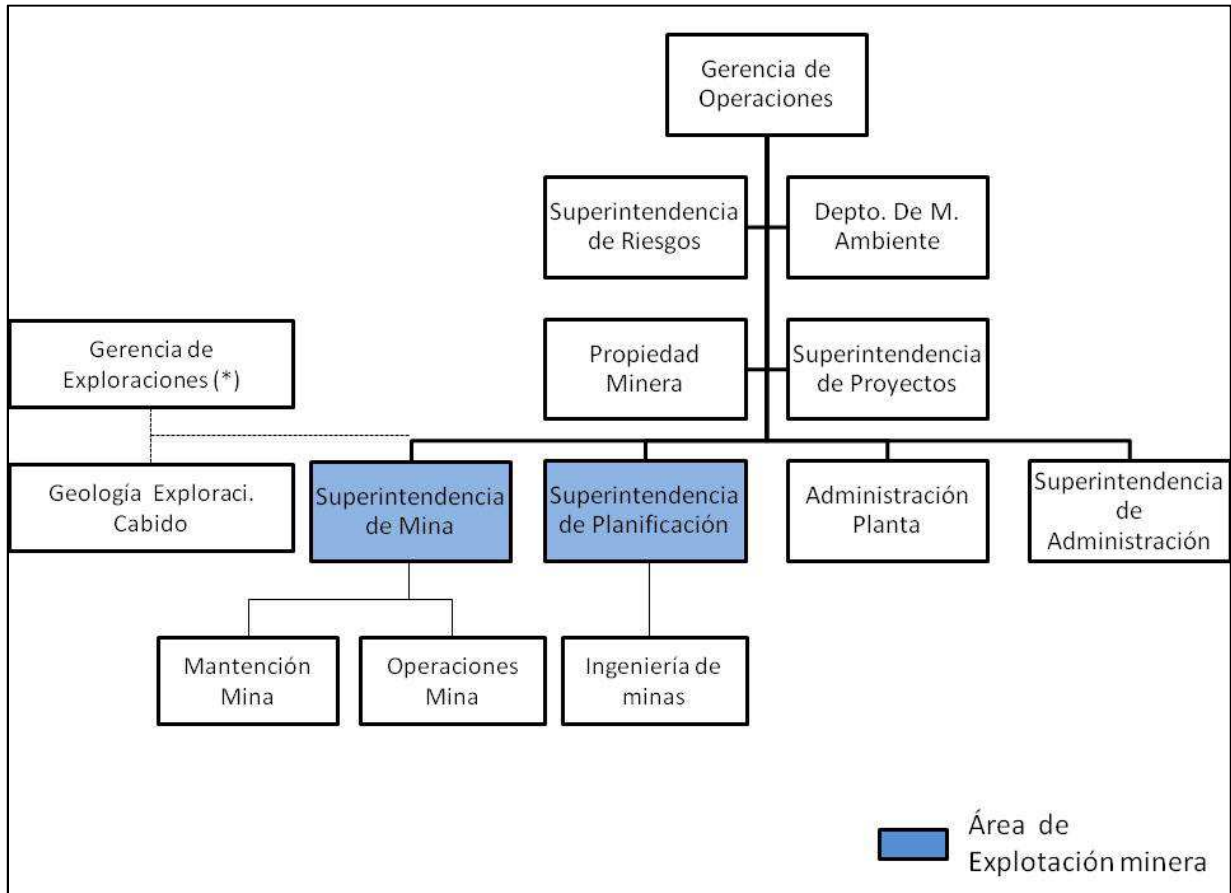 Gerencia de
Operaciones
Superintendencia
de Riesgos
Depto. De M.
Ambiente
Gerencia de
Exploraciones (*)
Propiedad
Minera
Superintendencia
de Proyectos
Geología Exploraci.
Cabido
Superintendencia
de Mina
Superintendencia
de Planificación
Administración
Planta
Superintendencia
de
Administración
Mantención
Mina
Operaciones
Mina
Ingeniería de
minas
Área de
Explotación minera